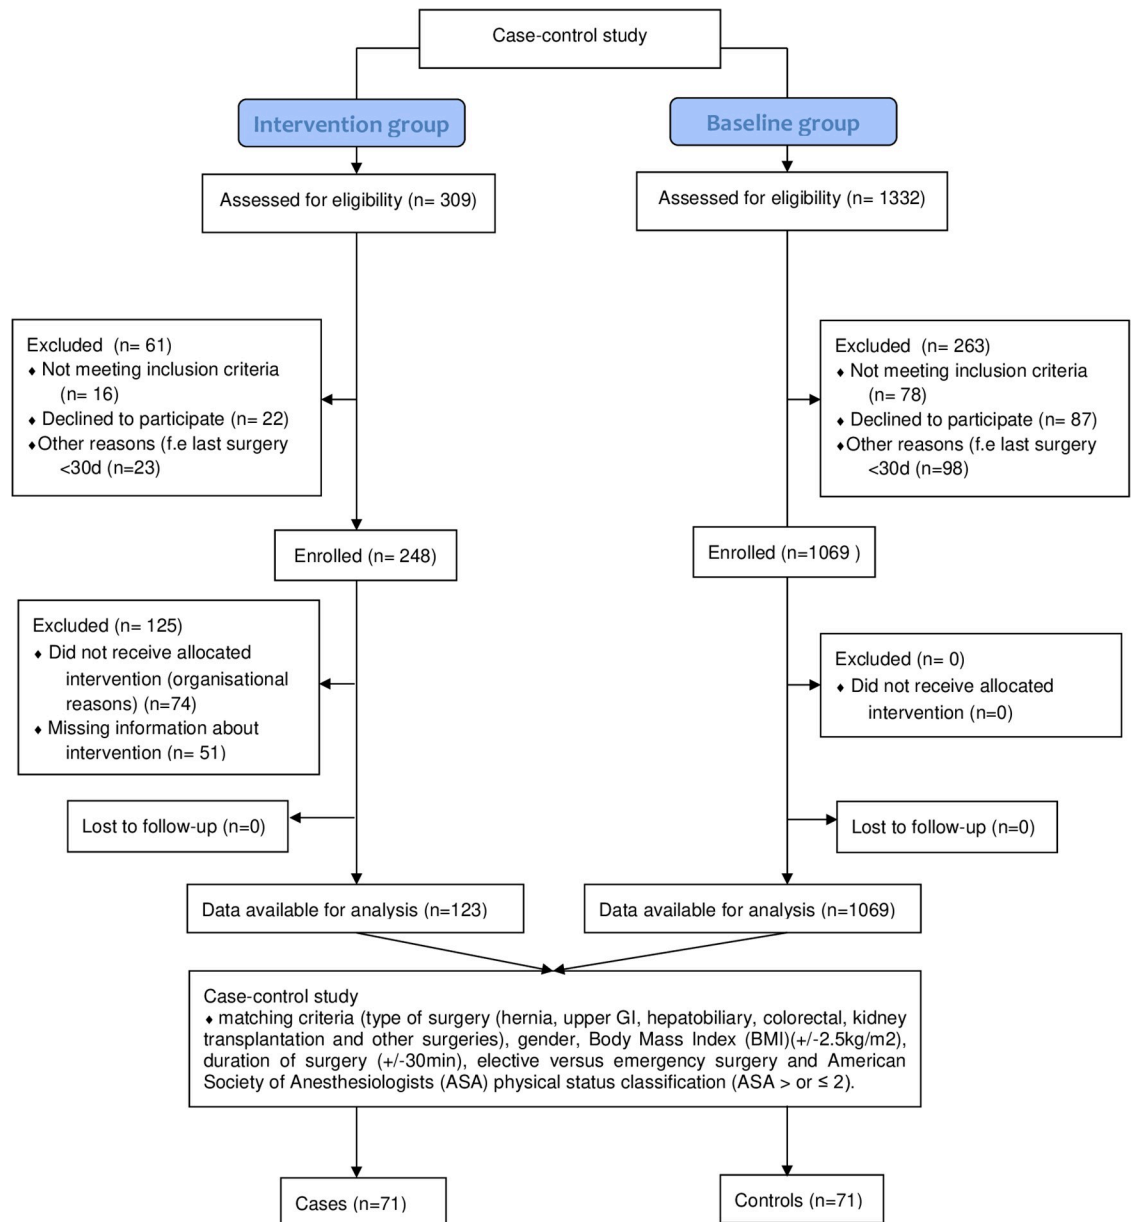 Case-control study
Intervention group
Baseline group
Assessed for eligibility (n= 309)
Assessed for eligibility (n= 1332)
Excluded  (n= 61)
♦ Not meeting inclusion criteria
(n= 16)
♦ Declined to participate (n= 22)
♦Other reasons (f.e last surgery
<30d (n=23)
Excluded  (n= 263)
♦ Not meeting inclusion criteria
(n= 78)
♦ Declined to participate (n= 87)
♦Other reasons (f.e last surgery
<30d (n=98)
Enrolled (n= 248)
Enrolled (n=1069 )
Excluded (n= 125)
♦ Did not receive allocated
intervention (organisational
reasons) (n=74)
♦ Missing information about
intervention (n= 51)
Excluded (n= 0)
♦ Did not receive allocated
intervention (n=0)
Lost to follow-up (n=0)
Lost to follow-up (n=0)
Data available for analysis (n=123)
Data available for analysis (n=1069)
Case-control study
♦ matching criteria (type of surgery (hernia, upper GI, hepatobiliary, colorectal, kidney
transplantation and other surgeries), gender, Body Mass Index (BMI)(+/-2.5kg/m2),
duration of surgery (+/-30min), elective versus emergency surgery and American
Society of Anesthesiologists (ASA) physical status classification (ASA > or ≤ 2).
Cases (n=71)
Controls (n=71)